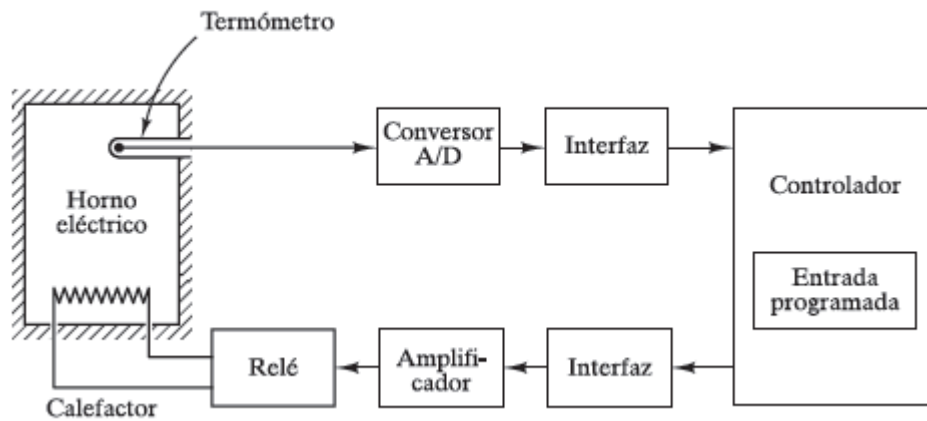 Termómetro
Conversor
A/D
Interfaz
Controlador
Horno
eléctrico
Entrada
programada
Relé
Amplifi-
cador
Interfaz
Calefactor